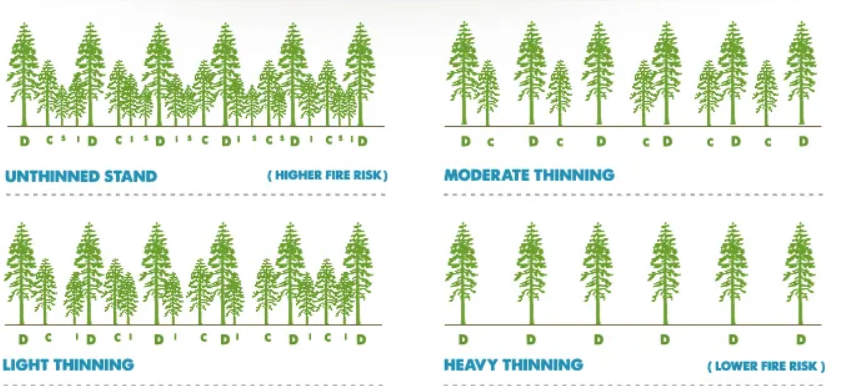 D C S I D C I S D I S C D I S C S D I C S I D
UNTHINNED STAND ( HIGHER FIRE RISK )
D C D C D C D C D C D
MODERATE THINNING
D C I D C I D I C D I C D I C I D
LIGHT THINNING
D D D D D D
HEAVY THINNING ( LOWER FIRE RISK )